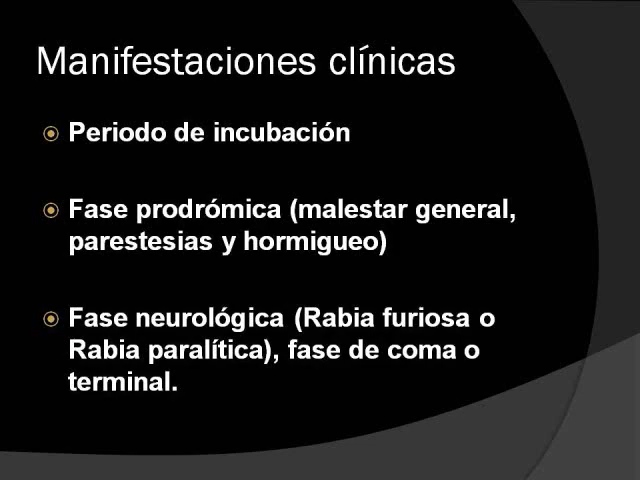 Manifestaciones clínicas
Periodo de incubación
Fase prodrómica (malestar general,
parestesias y hormigueo)
Fase neurológica (Rabia furiosa o
Rabia paralítica), fase de coma o
terminal.